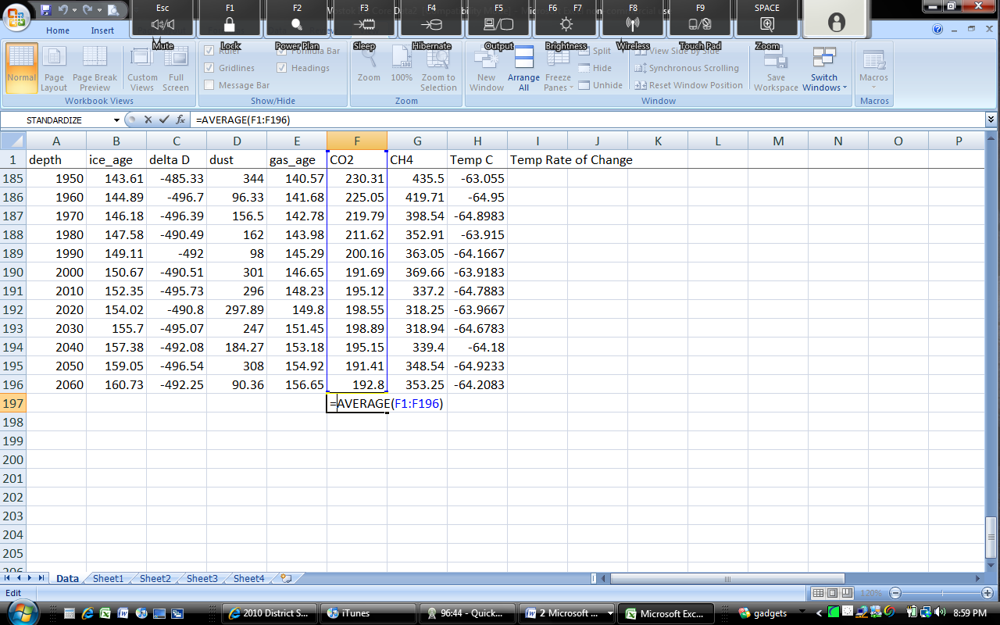 Esc F1 F2 F3 F4 F5 F6 F7 F8 F9 SPACE
Mute Lock Power Plan Sleep Hibernate Output Brightness Wireless Touch Pad Zoom
Home Insert
Normal
Page Layout
Page Break Preview
Custom Views
Full Screen
Workbook Views
Ruler
Formula Bar
Gridlines
Headings
Message Bar
Show/Hide
Zoom
100%
Zoom to Selection
Zoom
New Window
Arrange All
Freeze Panes
Split
Hide
Unhide
View Side by Side
Synchronous Scrolling
Reset Window Position
Window
Save Workspace
Switch Windows
Macros
Macros
STANDARDIZE fx =AVERAGE(F1:F196)
A B C D E F G H I J K L M N O P
1 depth ice_age delta D dust gas_age CO2 CH4 Temp C Temp Rate of Change
185 1950 143.61 -485.33 344 140.57 230.31 435.5 -63.055
186 1960 144.89 -496.7 96.33 141.68 225.05 419.71 -64.95
187 1970 146.18 -496.39 156.5 142.78 219.79 398.54 -64.8983
188 1980 147.58 -490.49 162 143.98 211.62 352.91 -63.915
189 1990 149.11 -492 98 145.29 200.16 363.05 -64.1667
190 2000 150.67 -490.51 301 146.65 191.69 369.66 -63.9183
191 2010 152.35 -495.73 296 148.23 195.12 337.2 -64.7883
192 2020 154.02 -490.8 297.89 149.8 198.55 318.25 -63.9667
193 2030 155.7 -495.07 247 151.45 198.89 318.94 -64.6783
194 2040 157.38 -492.08 184.27 153.18 195.15 339.4 -64.18
195 2050 159.05 -496.54 308 154.92 191.41 348.54 -64.9233
196 2060 160.73 -492.25 90.36 156.65 192.8 353.25 -64.2083
197 =AVERAGE(F1:F196)
198
199
200
201
202
203
204
205
206
Data Sheet1 Sheet2 Sheet3 Sheet4
Edit 120%
2010 District S... iTunes 96:44 - Quick... 2 Microsoft ... Microsoft Exc... gadgets 8:59 PM